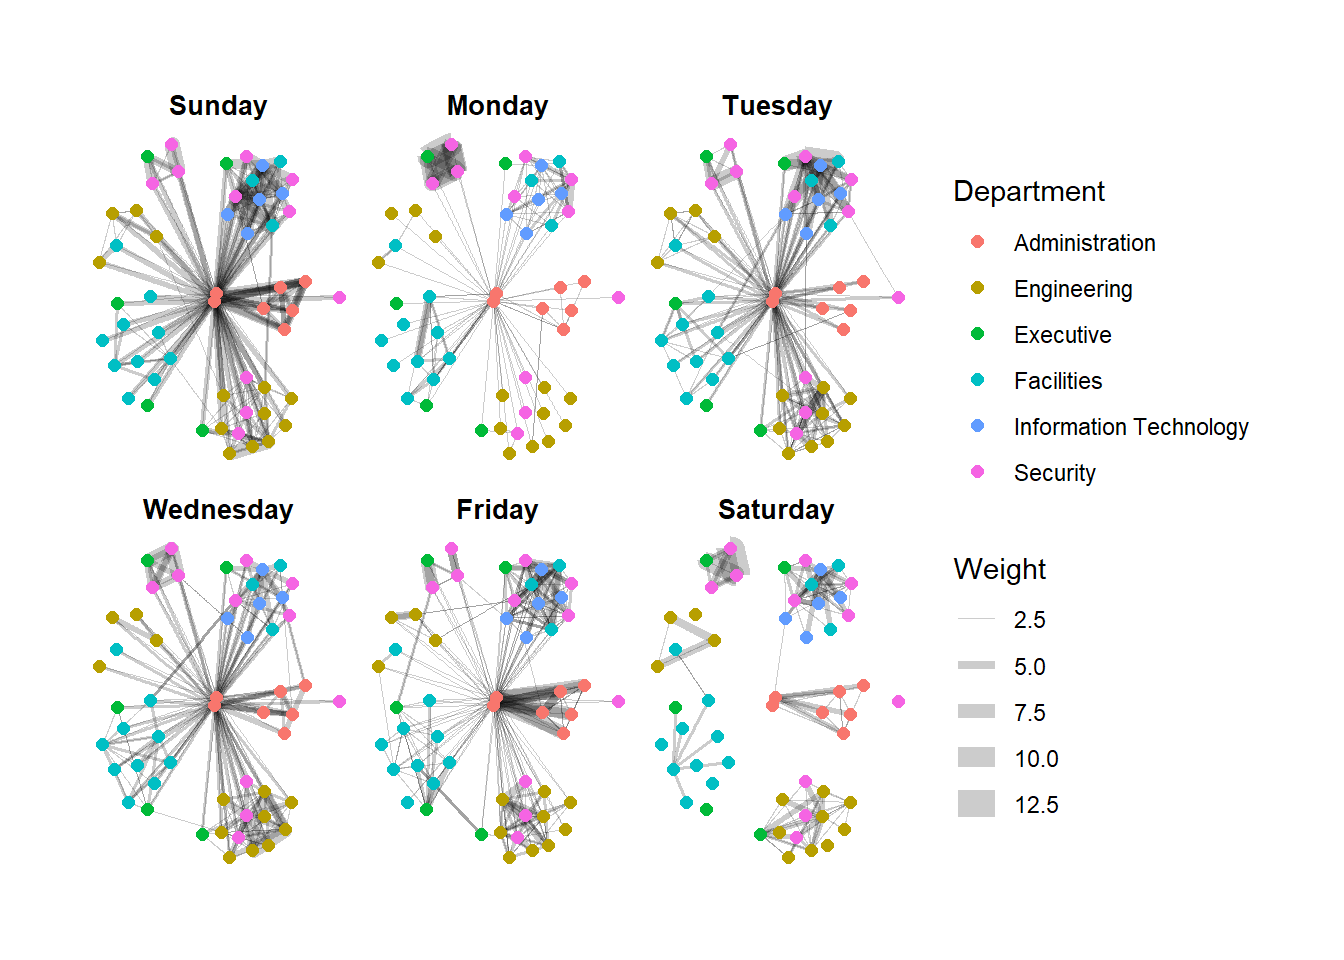 Sunday
Monday
Tuesday
Wednesday
Friday
Saturday
Department
Administration
Engineering
Executive
Facilities
Information Technology
Security
Weight
2.5
5.0
7.5
10.0
12.5